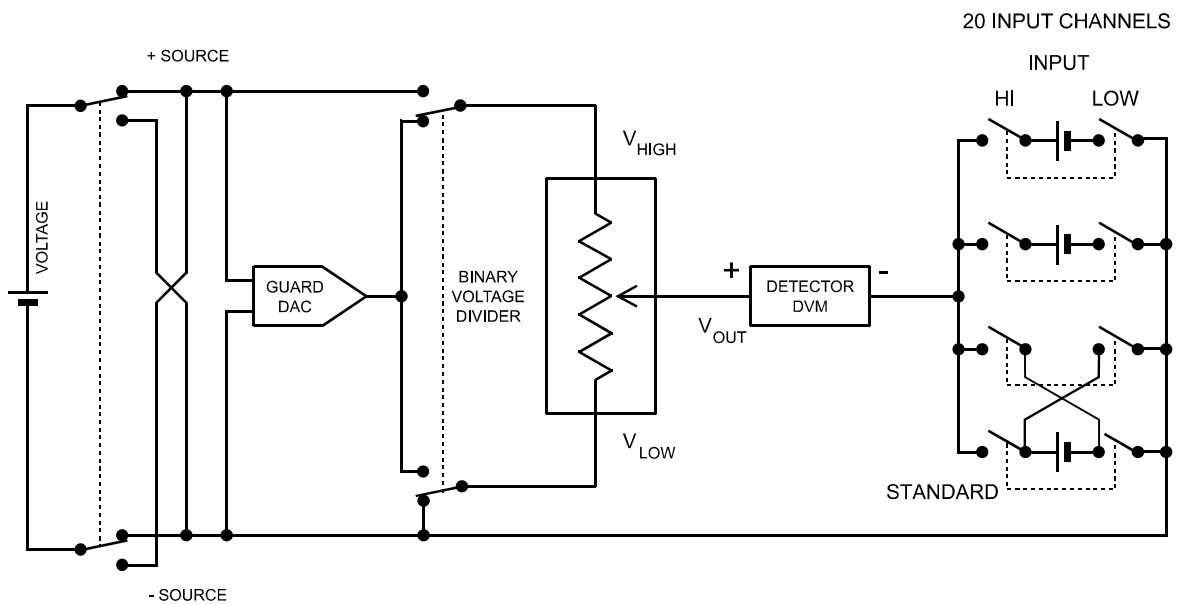 20 INPUT CHANNELS
+ SOURCE
INPUT
HI
LOW
V HIGH
VOLTAGE
GUARD
DAC
BINARY
VOLTAGE
DIVIDER
+
-
DETECTOR
DVM
V OUT
V LOW
STANDARD
- SOURCE